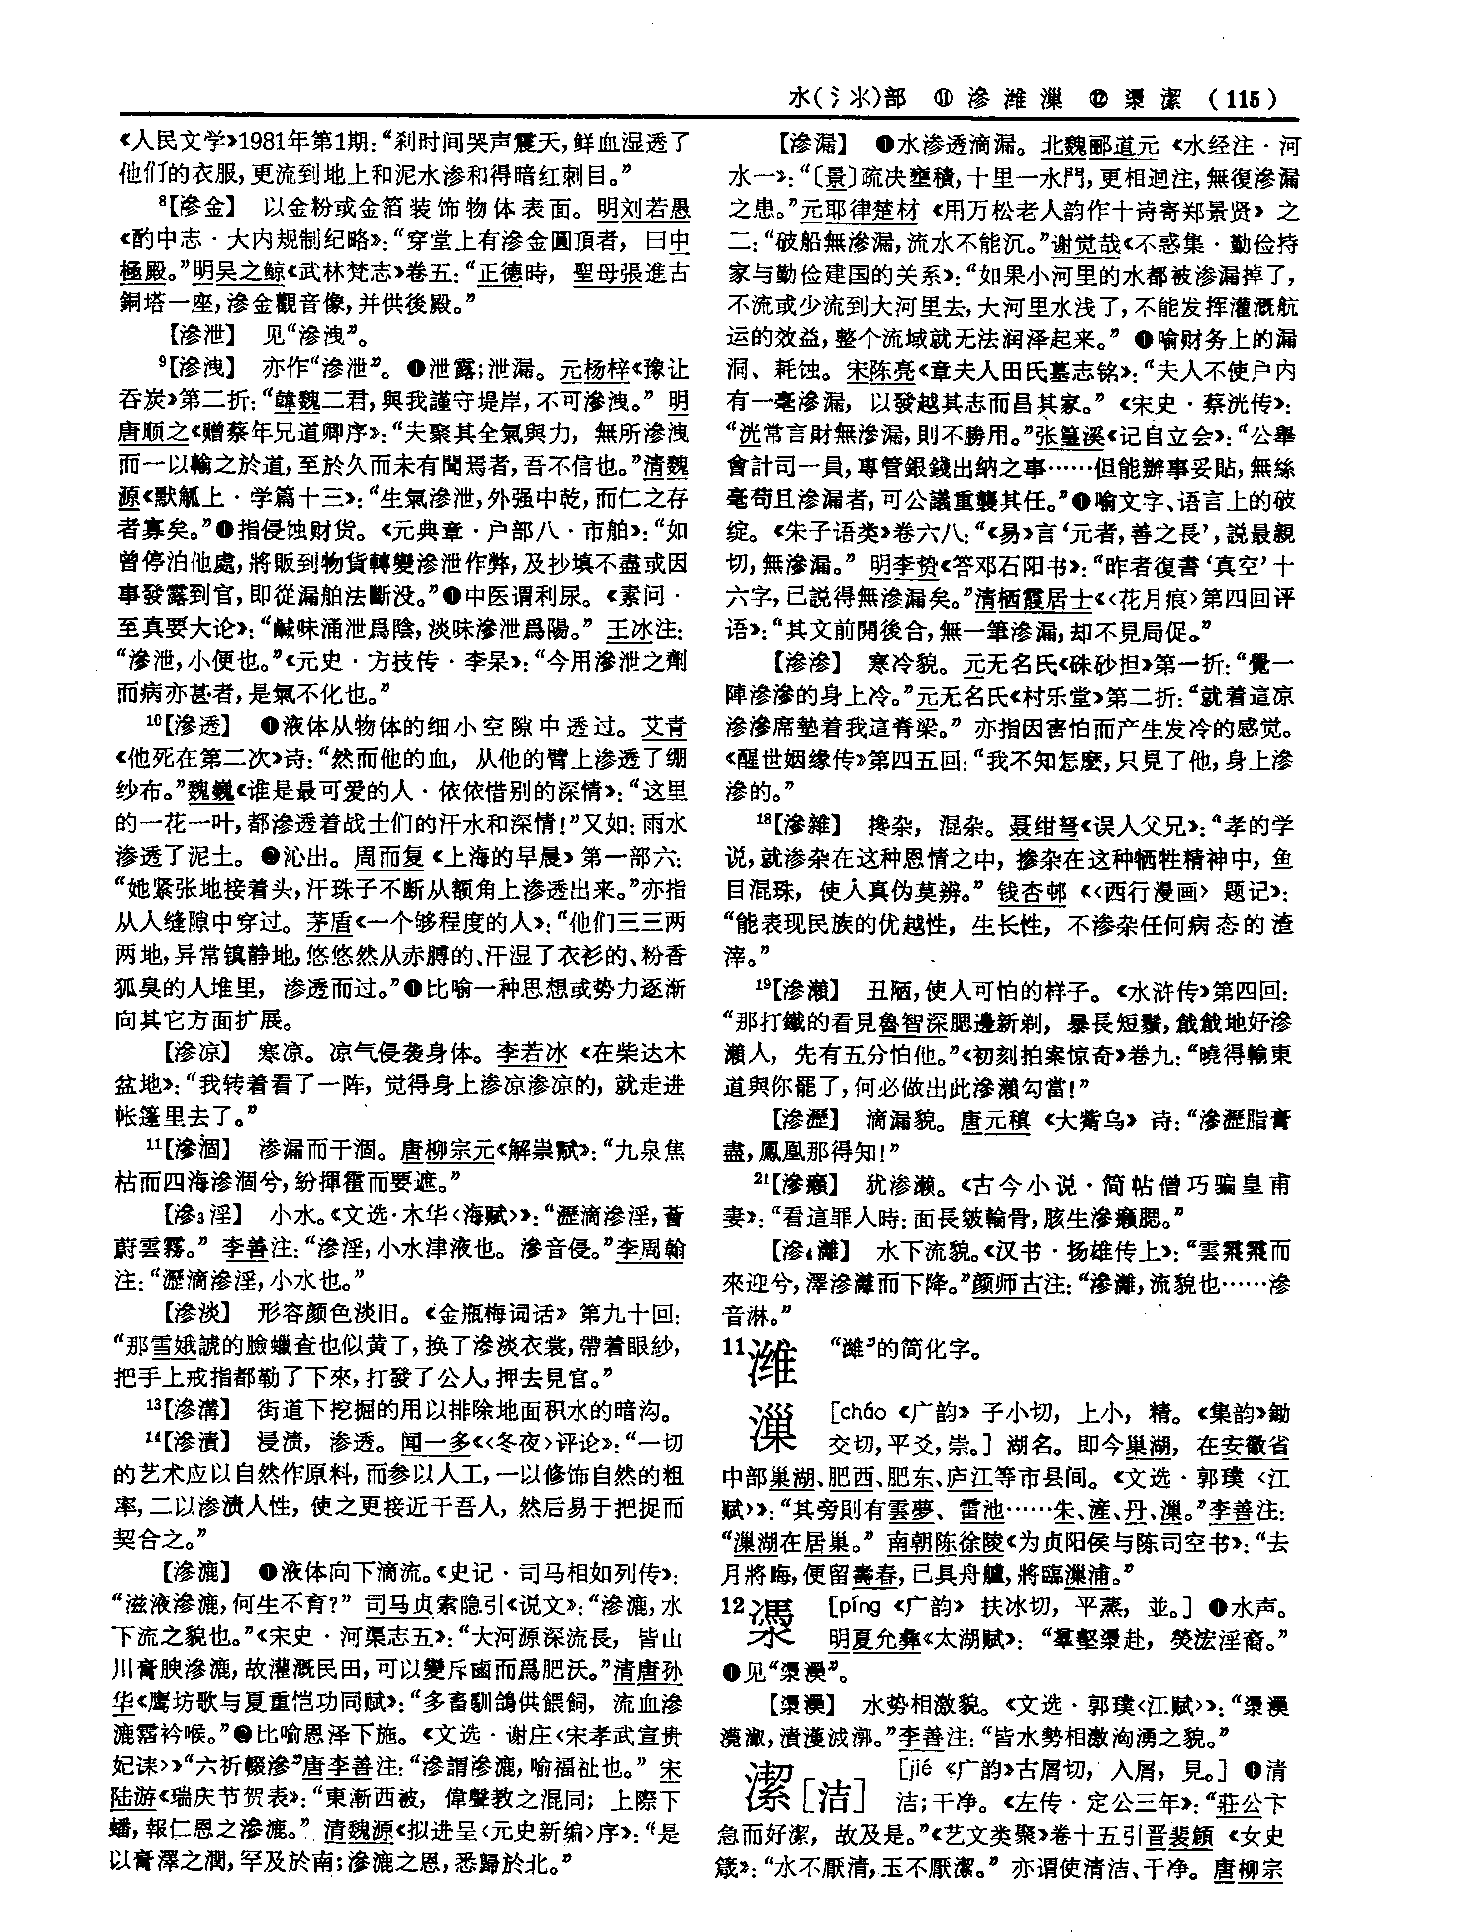 水(氵氺)部 ⑪ 滲濰漅 ⑫ 㵗潔 (115)
《人民文学》1981年第1期:“刹时间哭声震天,鲜血湿透了
他们的衣服,更流到地上和泥水渗和得暗红刺目。”
⁸【滲金】 以金粉或金箔装饰物体表面。明刘若愚
《酌中志·大内规制纪略》:“穿堂上有滲金圓頂者,曰中
極殿。”明吴之鲸《武林梵志》卷五:“正德時,聖母張進古
銅塔一座,滲金觀音像,并供後殿。”
【滲泄】 见“滲洩”。
⁹【滲洩】 亦作“滲泄”。❶泄露;泄漏。元杨梓《豫让
吞炭》第二折:“韓魏二君,與我謹守堤岸,不可滲洩。”明
唐顺之《赠蔡年兄道卿序》:“夫聚其全氣與力,無所滲洩
而一以輸之於道,至於久而未有聞焉者,吾不信也。”清魏
源《默觚上·学篇十三》:“生氣滲泄,外强中乾,而仁之存
者寡矣。”❷指侵蚀财货。《元典章·户部八·市舶》:“如
曾停泊他處,將販到物貨轉變滲泄作弊,及抄填不盡或因
事發露到官,即從漏舶法斷没。”❸中医谓利尿。《素问·
至真要大论》:“鹹味涌泄爲陰,淡味滲泄爲陽。”王冰注:
“滲泄,小便也。”《元史·方技传·李杲》:“今用滲泄之劑
而病亦甚者,是氣不化也。”
¹⁰【滲透】 ❶液体从物体的细小空隙中透过。艾青
《他死在第二次》诗:“然而他的血,从他的臂上渗透了绷
纱布。”魏巍《谁是最可爱的人·依依惜别的深情》:“这里
的一花一叶,都渗透着战士们的汗水和深情!”又如:雨水
渗透了泥土。❷沁出。周而复《上海的早晨》第一部六:
“她紧张地接着头,汗珠子不断从额角上渗透出来。”亦指
从人缝隙中穿过。茅盾《一个够程度的人》:“他们三三两
两地,异常镇静地,悠悠然从赤膊的、汗湿了衣衫的、粉香
狐臭的人堆里,渗透而过。”❸比喻一种思想或势力逐渐
向其它方面扩展。
【滲凉】 寒凉。凉气侵袭身体。李若冰《在柴达木
盆地》:“我转着看了一阵,觉得身上渗凉渗凉的,就走进
帐篷里去了。”
¹¹【滲涸】 渗漏而干涸。唐柳宗元《解祟赋》:“九泉焦
枯而四海滲涸兮,紛揮霍而要遮。”
【滲₃淫】 小水。《文选·木华〈海赋〉》:“瀝滴滲淫,薈
蔚雲霧。”李善注:“滲淫,小水津液也。滲音侵。”李周翰
注:“瀝滴滲淫,小水也。”
【滲淡】 形容颜色淡旧。《金瓶梅词话》第九十回:
“那雪娥諕的臉蠟查也似黄了,换了滲淡衣裳,帶着眼紗,
把手上戒指都勒了下來,打發了公人,押去見官。”
¹³【滲溝】 街道下挖掘的用以排除地面积水的暗沟。
¹⁴【滲漬】 浸渍,渗透。闻一多《〈冬夜〉评论》:“一切
的艺术应以自然作原料,而参以人工,一以修饰自然的粗
率,二以渗渍人性,使之更接近于吾人,然后易于把捉而
契合之。”
【滲漉】 ❶液体向下滴流。《史记·司马相如列传》:
“滋液滲漉,何生不育?”司马贞索隐引《说文》:“滲漉,水
下流之貌也。”《宋史·河渠志五》:“大河源深流長,皆山
川膏腴滲漉,故灌溉民田,可以變斥鹵而爲肥沃。”清唐孙
华《鹰坊歌与夏重恺功同赋》:“多畜馴鴿供餵飼,流血滲
漉霑衿喉。”❷比喻恩泽下施。《文选·谢庄〈宋孝武宣贵
妃诔〉》“六祈輟滲”唐李善注:“滲謂滲漉,喻福祉也。”宋
陆游《瑞庆节贺表》:“東漸西被,偉聲教之混同;上際下
蟠,報仁恩之滲漉。”清魏源《拟进呈〈元史新编〉序》:“是
以膏澤之潤,罕及於南;滲漉之恩,悉歸於北。”
【滲漏】 ❶水渗透滴漏。北魏郦道元《水经注·河
水一》:“〔景〕疏决壅積,十里一水門,更相迴注,無復滲漏
之患。”元耶律楚材《用万松老人韵作十诗寄郑景贤》之
二:“破船無滲漏,流水不能沉。”谢觉哉《不惑集·勤俭持
家与勤俭建国的关系》:“如果小河里的水都被渗漏掉了,
不流或少流到大河里去,大河里水浅了,不能发挥灌溉航
运的效益,整个流域就无法润泽起来。”❷喻财务上的漏
洞、耗蚀。宋陈亮《章夫人田氏墓志铭》:“夫人不使户内
有一毫滲漏,以發越其志而昌其家。”《宋史·蔡洸传》:
“洸常言財無滲漏,則不勝用。”张篁溪《记自立会》:“公舉
會計司一員,專管銀錢出納之事……但能辦事妥貼,無絲
毫苟且滲漏者,可公議重襲其任。”❸喻文字、语言上的破
绽。《朱子语类》卷六八:“《易》言‘元者,善之長’,説最親
切,無滲漏。”明李贽《答邓石阳书》:“昨者復書‘真空’十
六字,已説得無滲漏矣。”清栖霞居士《〈花月痕〉第四回评
语》:“其文前開後合,無一筆滲漏,却不見局促。”
【滲滲】 寒冷貌。元无名氏《硃砂担》第一折:“覺一
陣滲滲的身上冷。”元无名氏《村乐堂》第二折:“就着這凉
滲滲席墊着我這脊梁。”亦指因害怕而产生发冷的感觉。
《醒世姻缘传》第四五回:“我不知怎麽,只見了他,身上滲
滲的。”
¹⁸【滲雜】 搀杂,混杂。聂绀弩《误人父兄》:“孝的学
说,就渗杂在这种恩情之中,掺杂在这种牺牲精神中,鱼
目混珠,使人真伪莫辨。”钱杏邨《〈西行漫画〉题记》:
“能表现民族的优越性,生长性,不渗杂任何病态的渣
滓。”
¹⁹【滲瀨】 丑陋,使人可怕的样子。《水浒传》第四回:
“那打鐵的看見魯智深腮邊新剃,暴長短鬚,戧戧地好滲
瀨人,先有五分怕他。”《初刻拍案惊奇》卷九:“曉得輸東
道與你罷了,何必做出此滲瀨勾當!”
【滲瀝】 滴漏貌。唐元稹《大觜乌》诗:“滲瀝脂膏
盡,鳳凰那得知!”
²¹【滲癩】 犹渗濑。《古今小说·简帖僧巧骗皇甫
妻》:“看這罪人時:面長皴輪骨,胲生滲癩腮。”
【滲₄灕】 水下流貌。《汉书·扬雄传上》:“雲霏霏而
來迎兮,澤滲灕而下降。”颜师古注:“滲灕,流貌也……滲
音淋。”
11潍 “濰”的简化字。
漅 [cháo《广韵》子小切,上小,精。《集韵》鋤
交切,平爻,崇。] 湖名。即今巢湖,在安徽省
中部巢湖、肥西、肥东、庐江等市县间。《文选·郭璞〈江
赋〉》:“其旁則有雲夢、雷池……朱、滻、丹、漅。”李善注:
“漅湖在居巢。”南朝陈徐陵《为贞阳侯与陈司空书》:“去
月將晦,便留壽春,已具舟艫,將臨漅浦。”
12㵗 [píng《广韵》扶冰切,平蒸,並。] ❶水声。
明夏允彝《太湖赋》:“羣壑㵗赴,熒浤淫裔。”
❷见“㵗㵤”。
【㵗㵤】 水势相激貌。《文选·郭璞〈江赋〉》:“㵗㵤
潎潎,潰濩泧漷。”李善注:“皆水勢相激洶湧之貌。”
潔[洁] [jié《广韵》古屑切,入屑,見。] ❶清
洁;干净。《左传·定公三年》:“莊公卞
急而好潔,故及是。”《艺文类聚》卷十五引晋裴頠《女史
箴》:“水不厭清,玉不厭潔。”亦谓使清洁、干净。唐柳宗